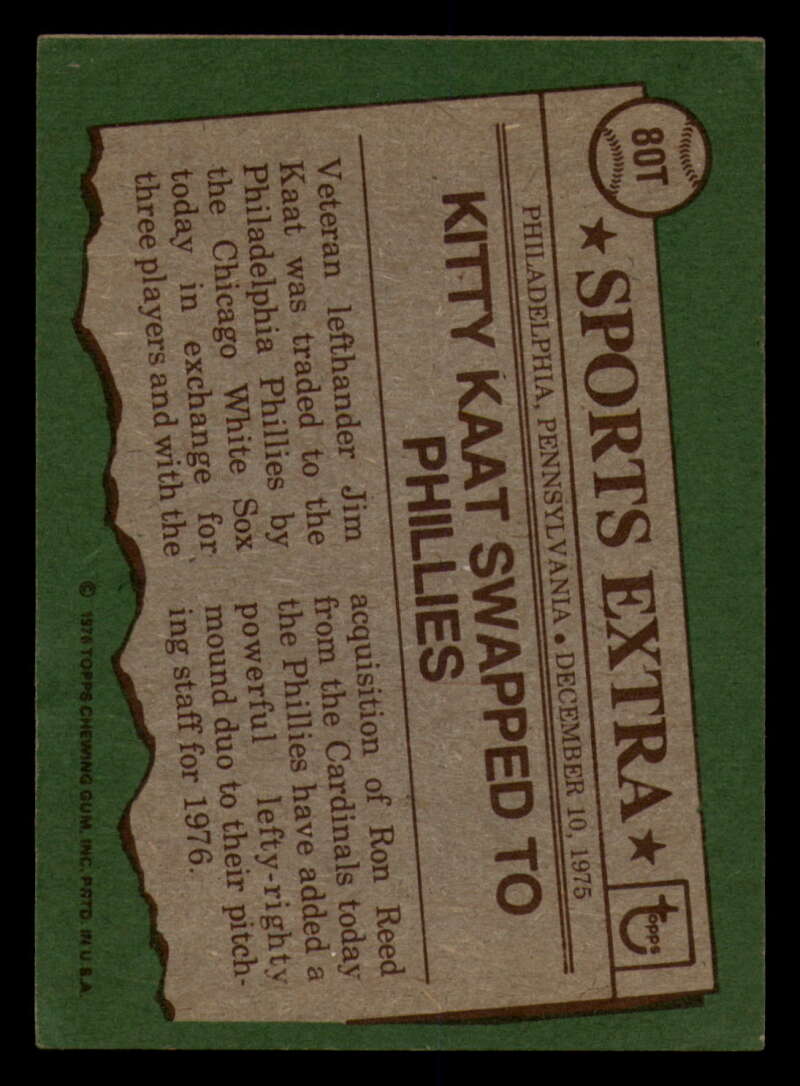 80T
★ SPORTS EXTRA ★
topps
PHILADELPHIA, PENNSYLVANIA • DECEMBER 10, 1975
KITTY KAAT SWAPPED TO
PHILLIES
Veteran lefthander Jim
Kaat was traded to the
Philadelphia Phillies by
the Chicago White Sox
today in exchange for
three players and with the
acquisition of Ron Reed
from the Cardinals today
the Phillies have added a
powerful lefty-righty
mound duo to their pitch-
ing staff for 1976.
© 1976 TOPPS CHEWING GUM, INC. PRTD. IN U.S.A.